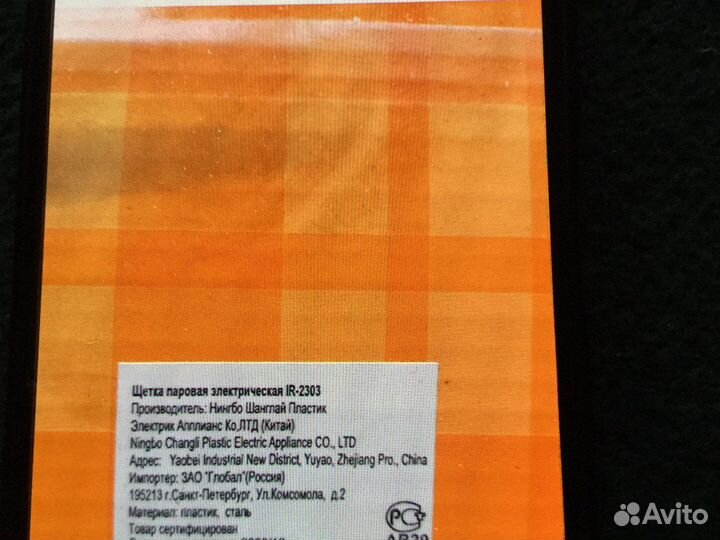 Щетка паровая электрическая IR-2303
Производитель: Нингбо Шанглай Пластик
Электрик Апплианс Ко,ЛТД (Китай)
Ningbo Changli Plastic Electric Appliance CO., LTD
Адрес: Yaobei Industrial New District, Yuyao, Zhejiang Pro., China
Импортер: ЗАО "Глобал"(Россия)
195213 г.Санкт-Петербург, Ул.Комсомола, д.2
Материал: пластик, сталь
Товар сертифицирован
РСТ
Avito